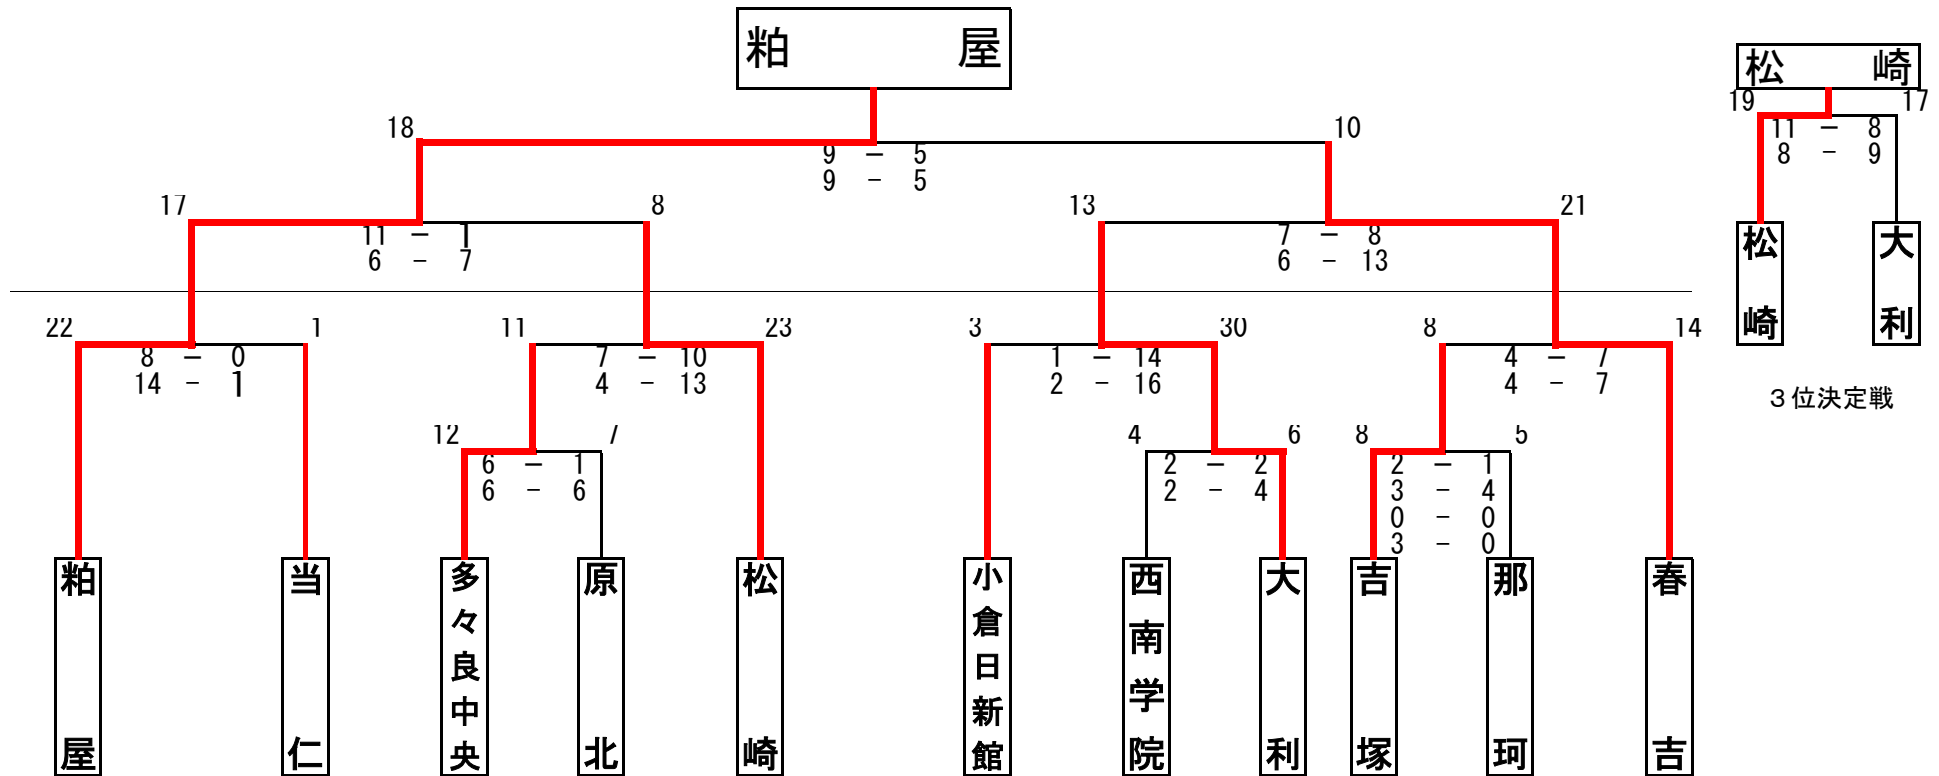 粕屋
松崎
19 17
11 － 8
8 － 9
18 10
9 － 5
9 － 5
17 8 13 21
11 － 1 7 － 8
6 － 7 6 － 13
松崎 大利
22 1 11 23 3 30 8 14
8 － 0 7 － 10 1 － 14 4 － 7
14 － 1 4 － 13 2 － 16 4 － 7
３位決定戦
12 7 4 6 8 5
6 － 1 2 － 2 2 － 1
6 － 6 2 － 4 3 － 4
0 － 0
3 － 0
粕屋 当仁 多々良中央 原北 松崎 小倉日新館 西南学院 大利 吉塚 那珂 春吉